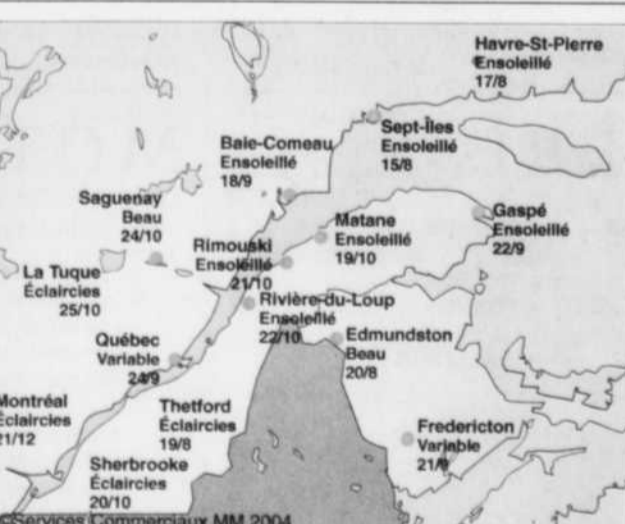 Havre-St-Pierre
Ensoleillé
17/8
Sept-Îles
Ensoleillé
15/8
Baie-Comeau
Ensoleillé
18/9
Saguenay
Beau
24/10
Gaspé
Ensoleillé
22/9
Matane
Ensoleillé
19/10
Rimouski
Ensoleillé
21/10
La Tuque
Éclaircies
25/10
Rivière-du-Loup
Ensoleillé
22/10
Québec
Variable
24/9
Edmundston
Beau
20/8
Montréal
Éclaircies
21/12
Thetford
Éclaircies
19/8
Fredericton
Variable
Sherbrooke
Éclaircies
20/10
©Services Commerciaux MM 2004